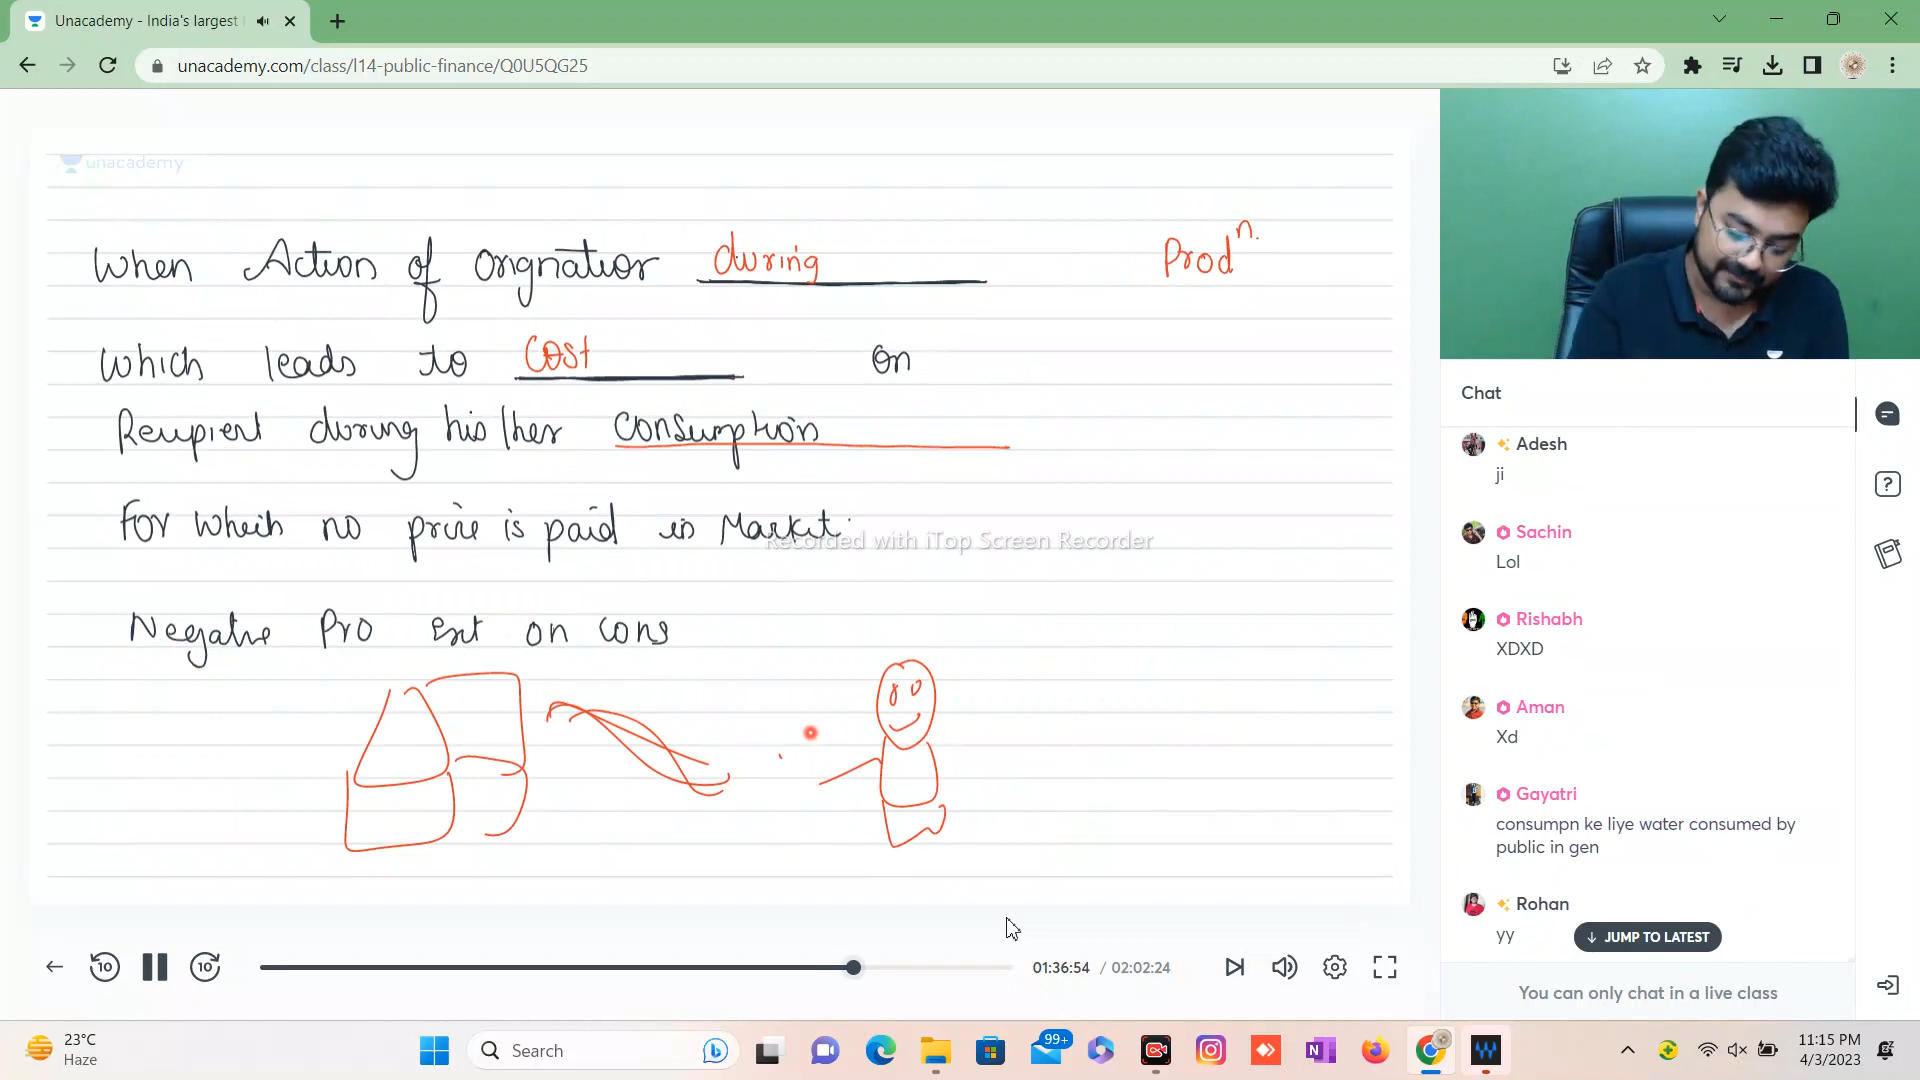 Unacademy - India's largest
unacademy.com/class/l14-public-finance/Q0U5QG25
unacademy
When Action of Orignatior during Prodn.
Which leads to Cost on
Recipient during his/her Consumption
For Which no price is paid in Market.
Recorded with iTop Screen Recorder
Negative Pro Ext on Cons
01:36:54 / 02:02:24
Chat
Adesh
ji
Sachin
Lol
Rishabh
XDXD
Aman
Xd
Gayatri
consumpn ke liye water consumed by
public in gen
Rohan
yy
JUMP TO LATEST
You can only chat in a live class
10
10
23°C
Haze
Search
99+
11:15 PM
4/3/2023